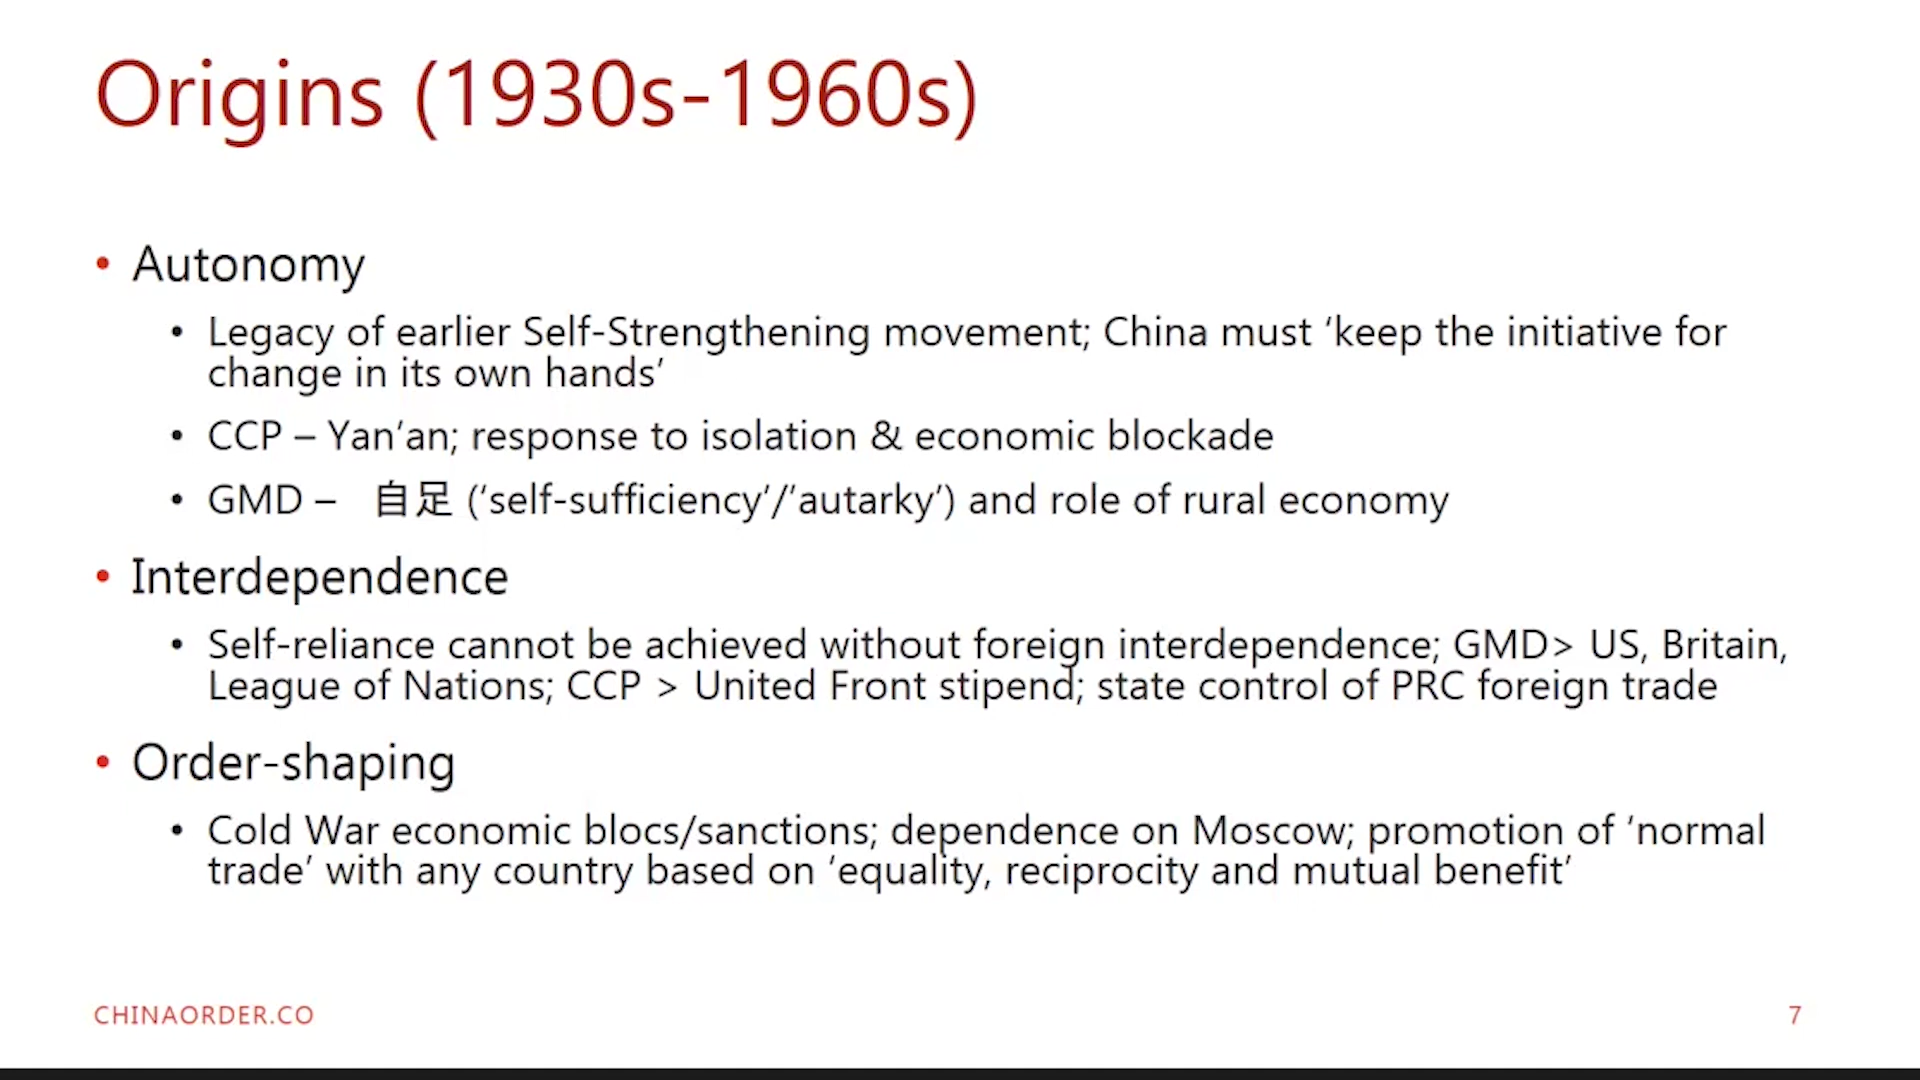 Origins (1930s-1960s)
• Autonomy
• Legacy of earlier Self-Strengthening movement; China must ‘keep the initiative for
change in its own hands’
• CCP – Yan’an; response to isolation & economic blockade
• GMD – 自足 (‘self-sufficiency’/‘autarky’) and role of rural economy
• Interdependence
• Self-reliance cannot be achieved without foreign interdependence; GMD> US, Britain,
League of Nations; CCP > United Front stipend; state control of PRC foreign trade
• Order-shaping
• Cold War economic blocs/sanctions; dependence on Moscow; promotion of ‘normal
trade’ with any country based on ‘equality, reciprocity and mutual benefit’
CHINAORDER.CO
7